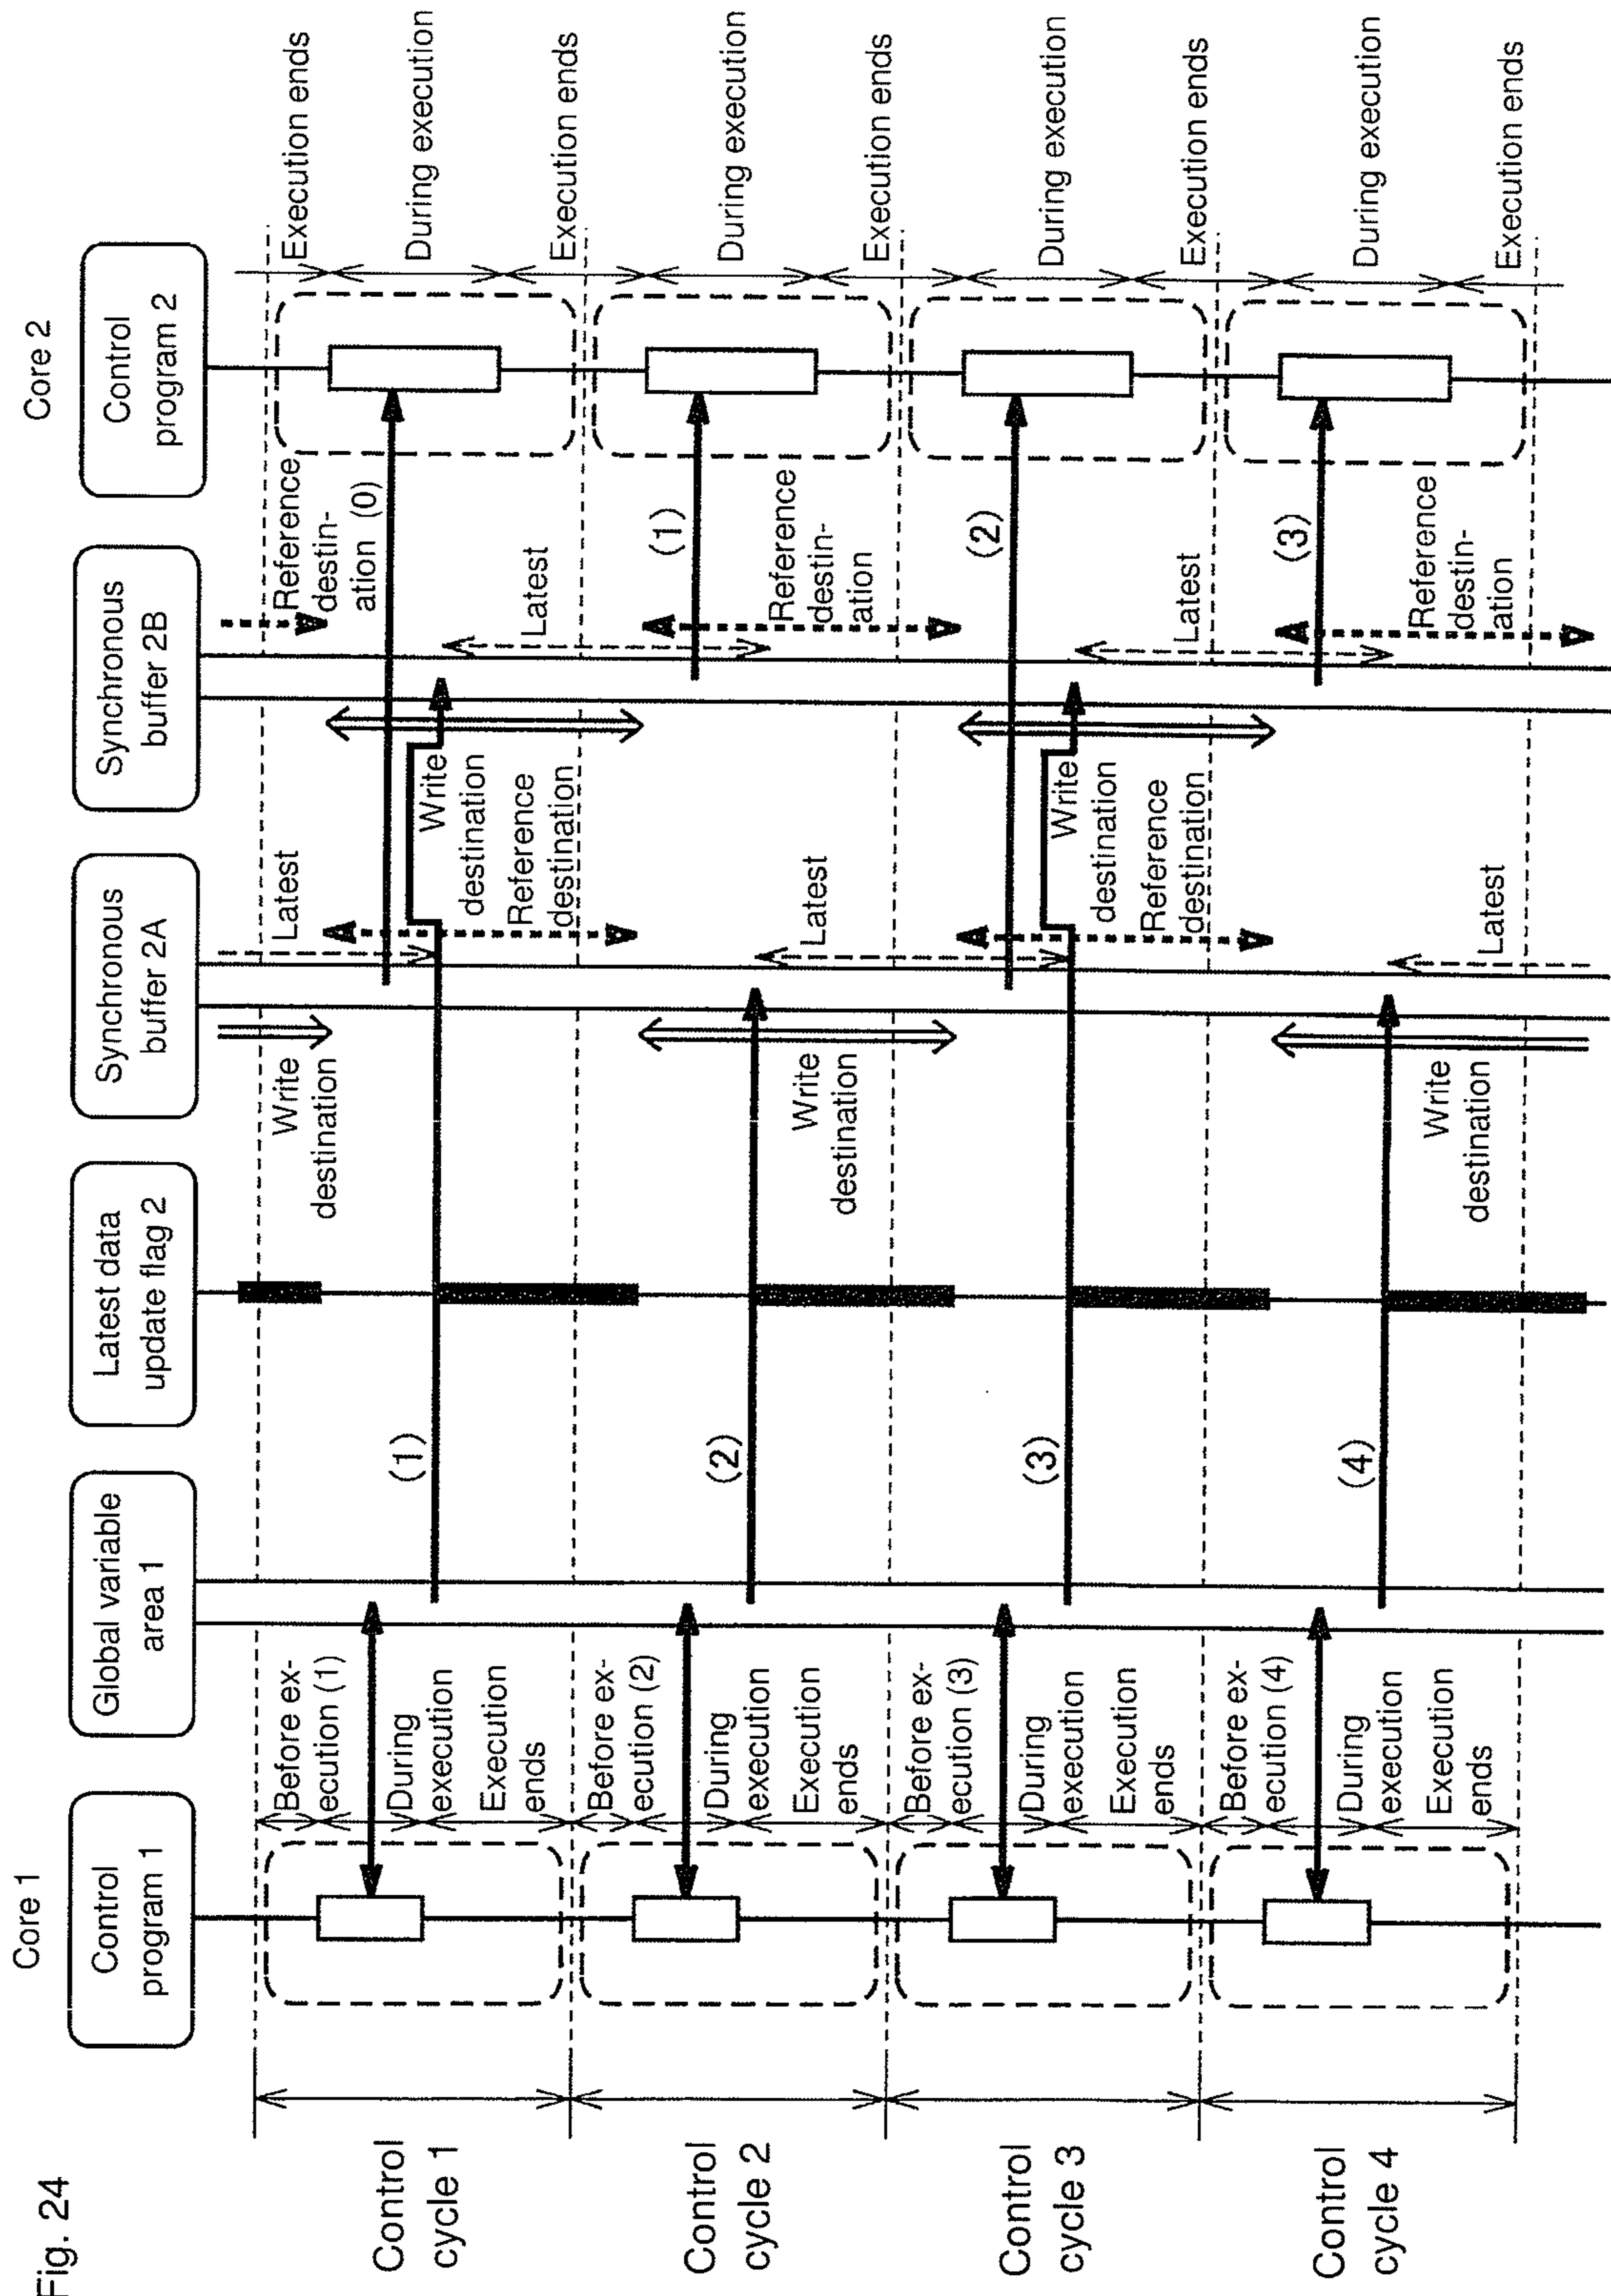 Fig. 24
Core 1
Core 2
Control
program 1
Global variable
area 1
Latest data
update flag 2
Synchronous
buffer 2A
Synchronous
buffer 2B
Control
program 2
Control
cycle 1
Before ex-
ecution (1)
During
execution
Execution
ends
(1)
Write
destination
Latest
Write
destination
Reference
destination
Reference
destin-
ation (0)
Latest
Execution ends
During execution
Execution ends
Control
cycle 2
Before ex-
ecution (2)
During
execution
Execution
ends
(2)
Write
destination
Latest
(1)
Reference
destin-
ation
During execution
Execution ends
Control
cycle 3
Before ex-
ecution (3)
During
execution
Execution
ends
(3)
Write
destination
Reference
destination
(2)
Latest
During execution
Execution ends
Control
cycle 4
Before ex-
ecution (4)
During
execution
Execution
ends
(4)
Write
destination
Latest
(3)
Reference
destin-
ation
During execution
Execution ends